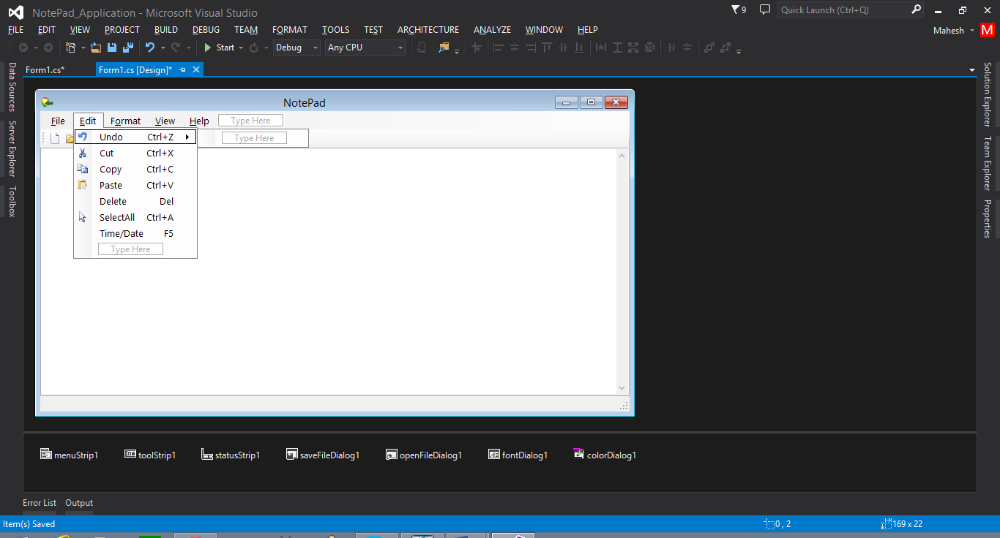 NotePad_Application - Microsoft Visual Studio
9
Quick Launch (Ctrl+Q)
FILE EDIT VIEW PROJECT BUILD DEBUG TEAM FORMAT TOOLS TEST ARCHITECTURE ANALYZE WINDOW HELP
Mahesh M
Start Debug Any CPU
Form1.cs* Form1.cs [Design]*
Data Sources
Server Explorer
Toolbox
NotePad
File Edit Format View Help Type Here
Type Here
Undo Ctrl+Z
Cut Ctrl+X
Copy Ctrl+C
Paste Ctrl+V
Delete Del
SelectAll Ctrl+A
Time/Date F5
Type Here
Solution Explorer
Team Explorer
Properties
menuStrip1 toolStrip1 statusStrip1 saveFileDialog1 openFileDialog1 fontDialog1 colorDialog1
Error List Output
Item(s) Saved 0 , 2 169 x 22